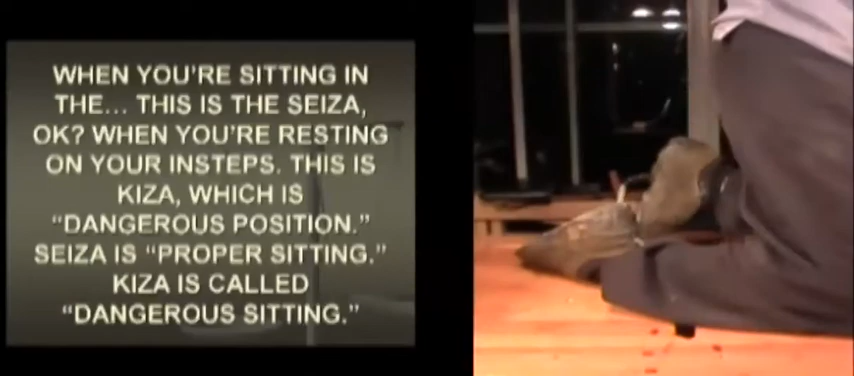 WHEN YOU'RE SITTING IN
THE... THIS IS THE SEIZA,
OK? WHEN YOU'RE RESTING
ON YOUR INSTEPS. THIS IS
KIZA, WHICH IS
“DANGEROUS POSITION.”
SEIZA IS “PROPER SITTING.”
KIZA IS CALLED
“DANGEROUS SITTING.”